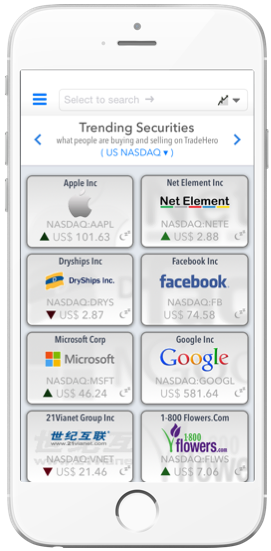 Select to search →
Trending Securities
what people are buying and selling on TradeHero
( US NASDAQ ▾ )
Apple Inc
NASDAQ:AAPL
▲ US$ 101.63
Net Element Inc
Net Element
NASDAQ:NETE
▲ US$ 2.88
Dryships Inc
DryShips Inc.
NASDAQ:DRYS
▼ US$ 2.87
Facebook Inc
facebook
NASDAQ:FB
US$ 74.58
Microsoft Corp
Microsoft
NASDAQ:MSFT
▲ US$ 46.24
Google Inc
Google
NASDAQ:GOOGL
US$ 581.64
21Vianet Group Inc
世纪互联
NASDAQ:VNET
▼ US$ 21.46
1-800 Flowers.Com
1800
flowers.com
NASDAQ:FLWS
▲ US$ 7.06